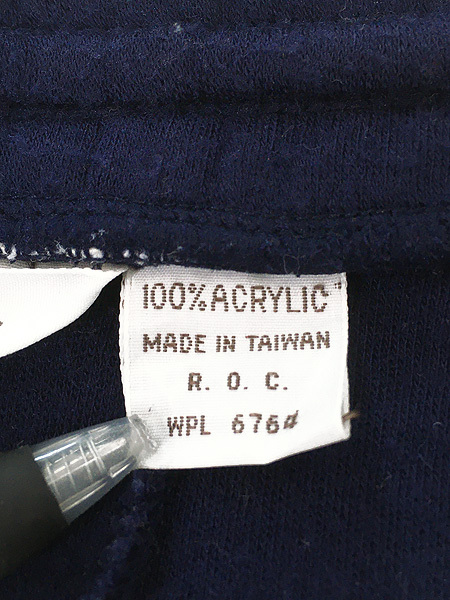 100% ACRYLIC
MADE IN TAIWAN
R. O. C.
WPL 676